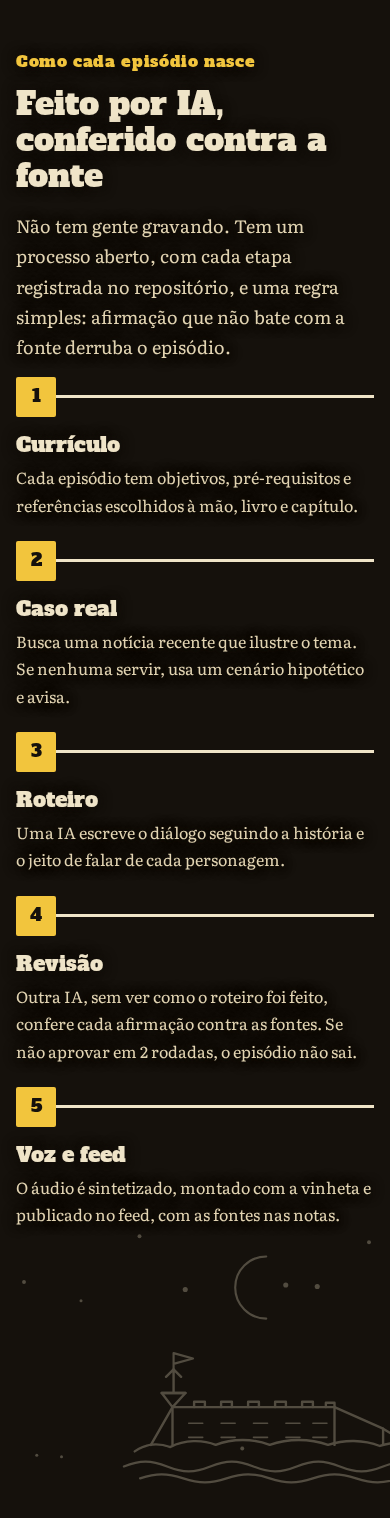 Como cada episódio nasce
Feito por IA,
conferido contra a
fonte
Não tem gente gravando. Tem um
processo aberto, com cada etapa
registrada no repositório, e uma regra
simples: afirmação que não bate com a
fonte derruba o episódio.
1
Currículo
Cada episódio tem objetivos, pré-requisitos e
referências escolhidos à mão, livro e capítulo.
2
Caso real
Busca uma notícia recente que ilustre o tema.
Se nenhuma servir, usa um cenário hipotético
e avisa.
3
Roteiro
Uma IA escreve o diálogo seguindo a história e
o jeito de falar de cada personagem.
4
Revisão
Outra IA, sem ver como o roteiro foi feito,
confere cada afirmação contra as fontes. Se
não aprovar em 2 rodadas, o episódio não sai.
5
Voz e feed
O áudio é sintetizado, montado com a vinheta e
publicado no feed, com as fontes nas notas.